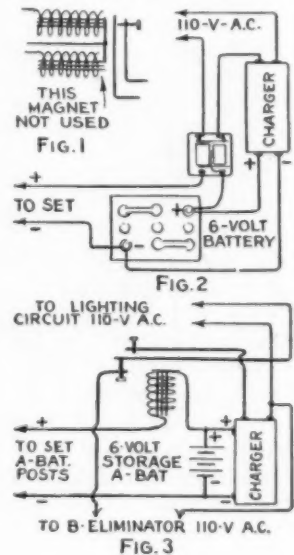 110-V-A.C.
THIS
MAGNET
NOT USED
FIG.1
CHARGER
+
TO SET
-
+
-
+
-
6-VOLT
BATTERY
FIG.2
TO LIGHTING
CIRCUIT 110-V A.C.
+
TO SET
A-BAT.
POSTS
-
6-VOLT
STORAGE
A-BAT
+
-
+
-
CHARGER
TO B-ELIMINATOR 110-V A.C.
FIG.3